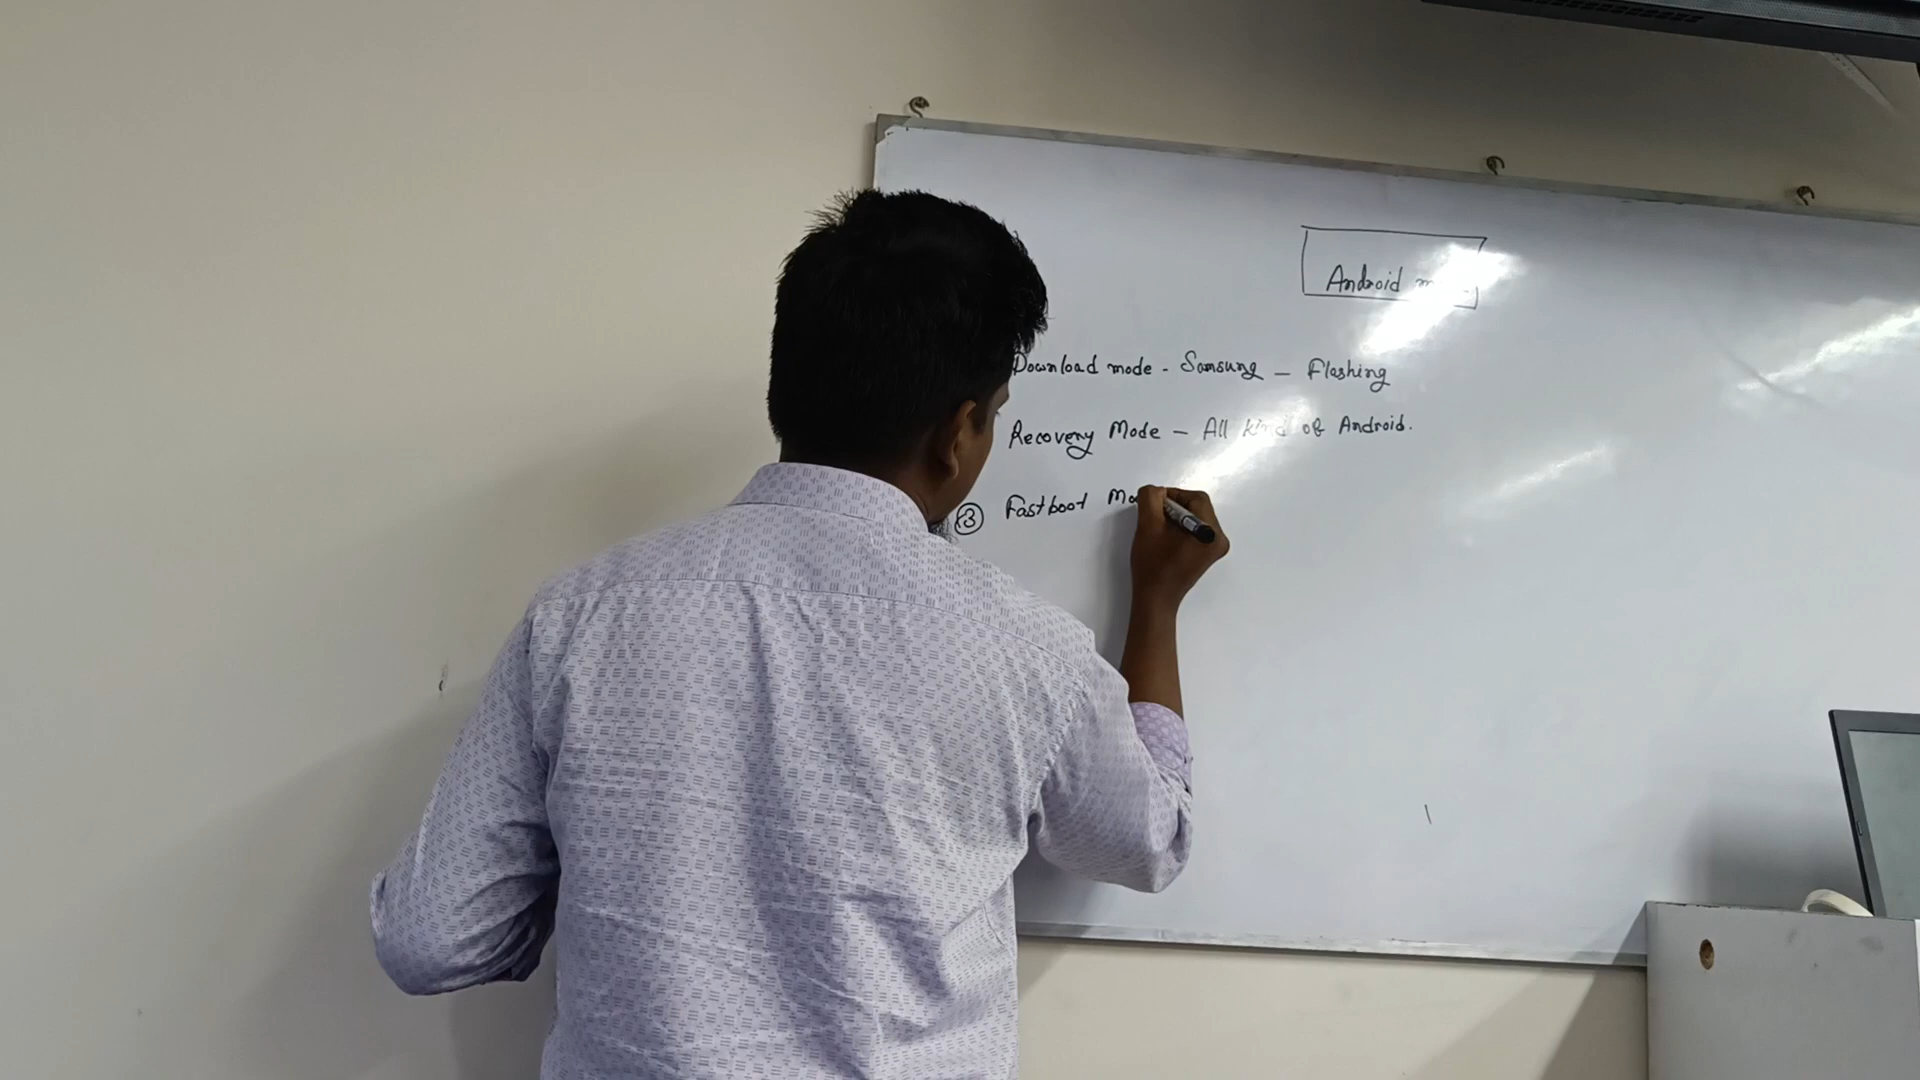 Android
Download mode - Samsung - Flashing
Recovery Mode - All kind of Android.
③ Fastboot Mo